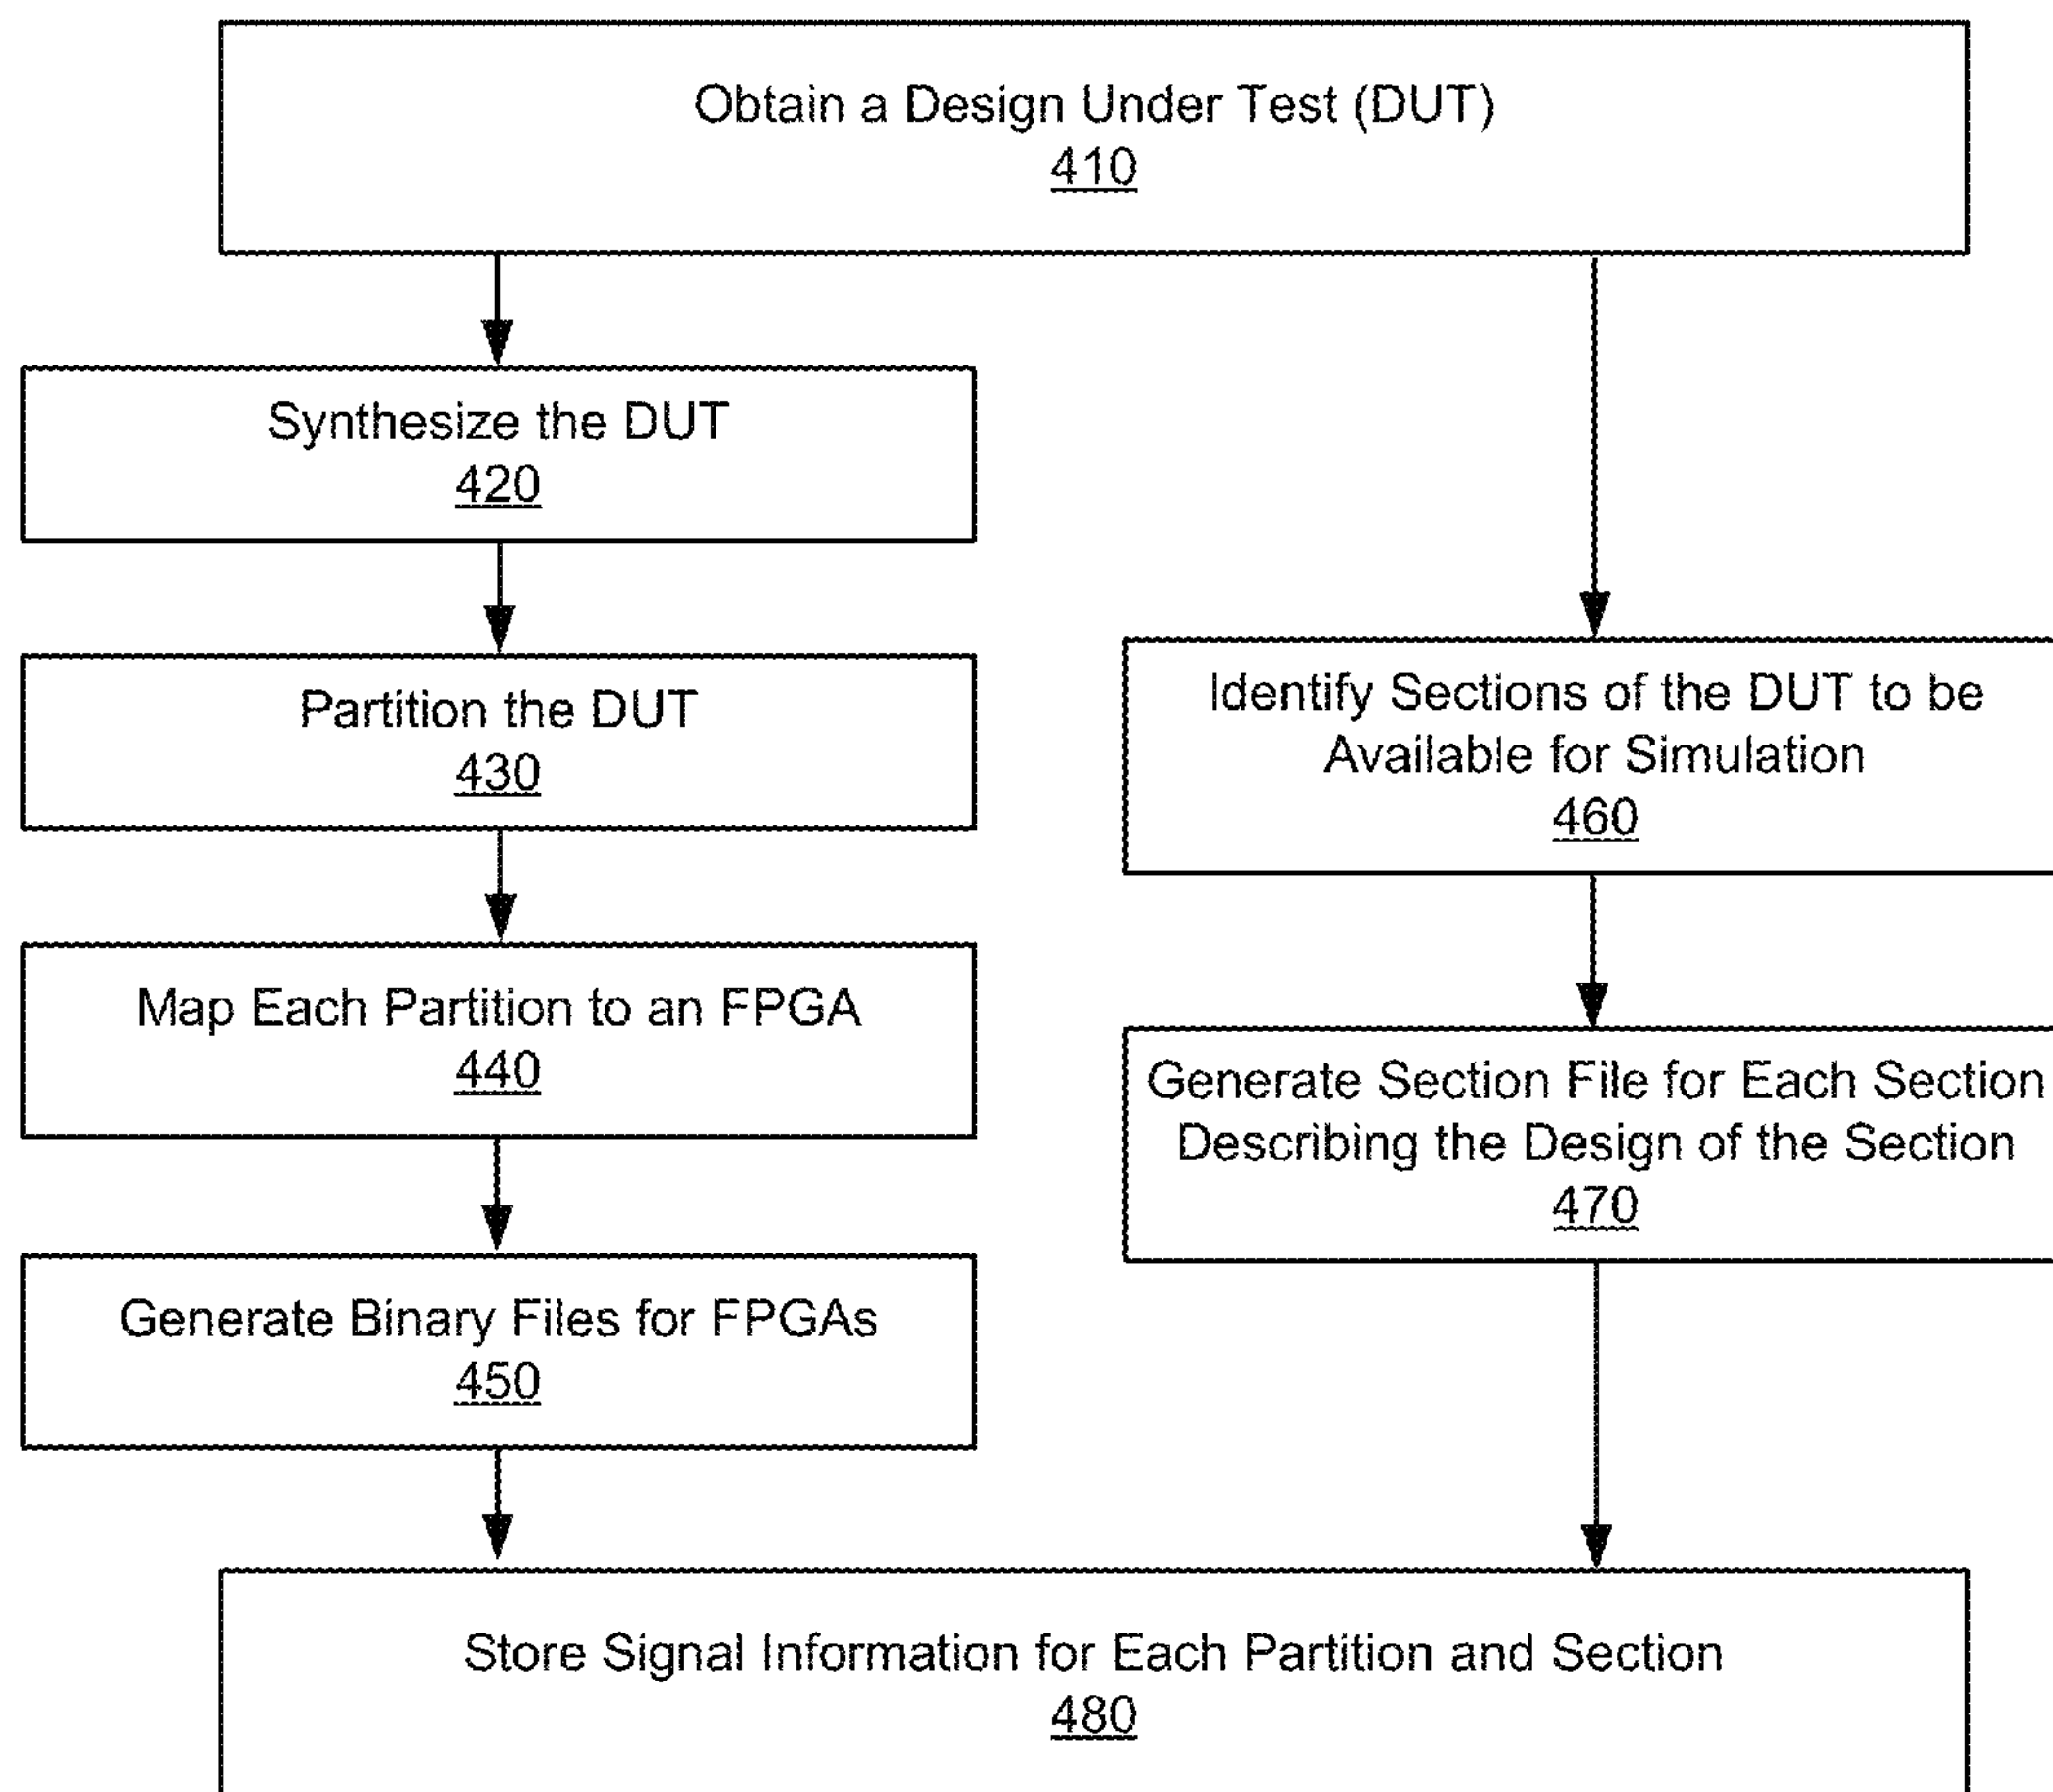 Obtain a Design Under Test (DUT)
410
Synthesize the DUT
420
Partition the DUT
430
Map Each Partition to an FPGA
440
Generate Binary Files for FPGAs
450
Identify Sections of the DUT to be
Available for Simulation
460
Generate Section File for Each Section
Describing the Design of the Section
470
Store Signal Information for Each Partition and Section
480